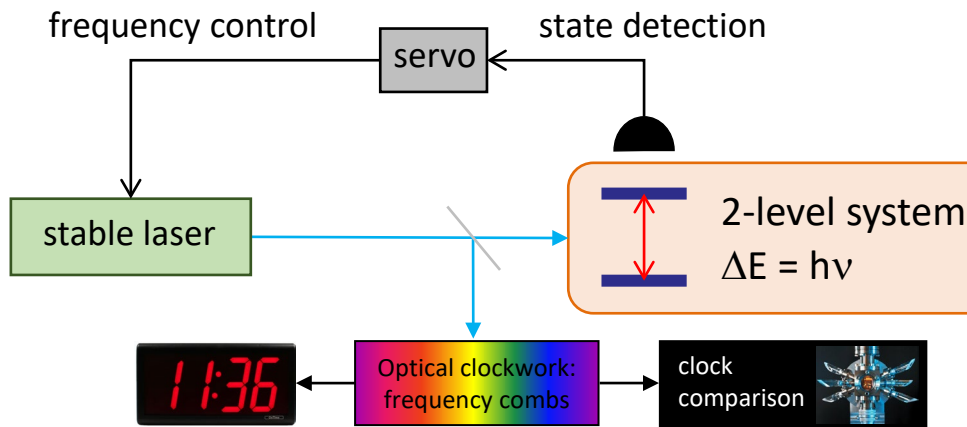 frequency control
state detection
servo
stable laser
2-level system
ΔE = hν
11:36
Optical clockwork:
frequency combs
clock
comparison